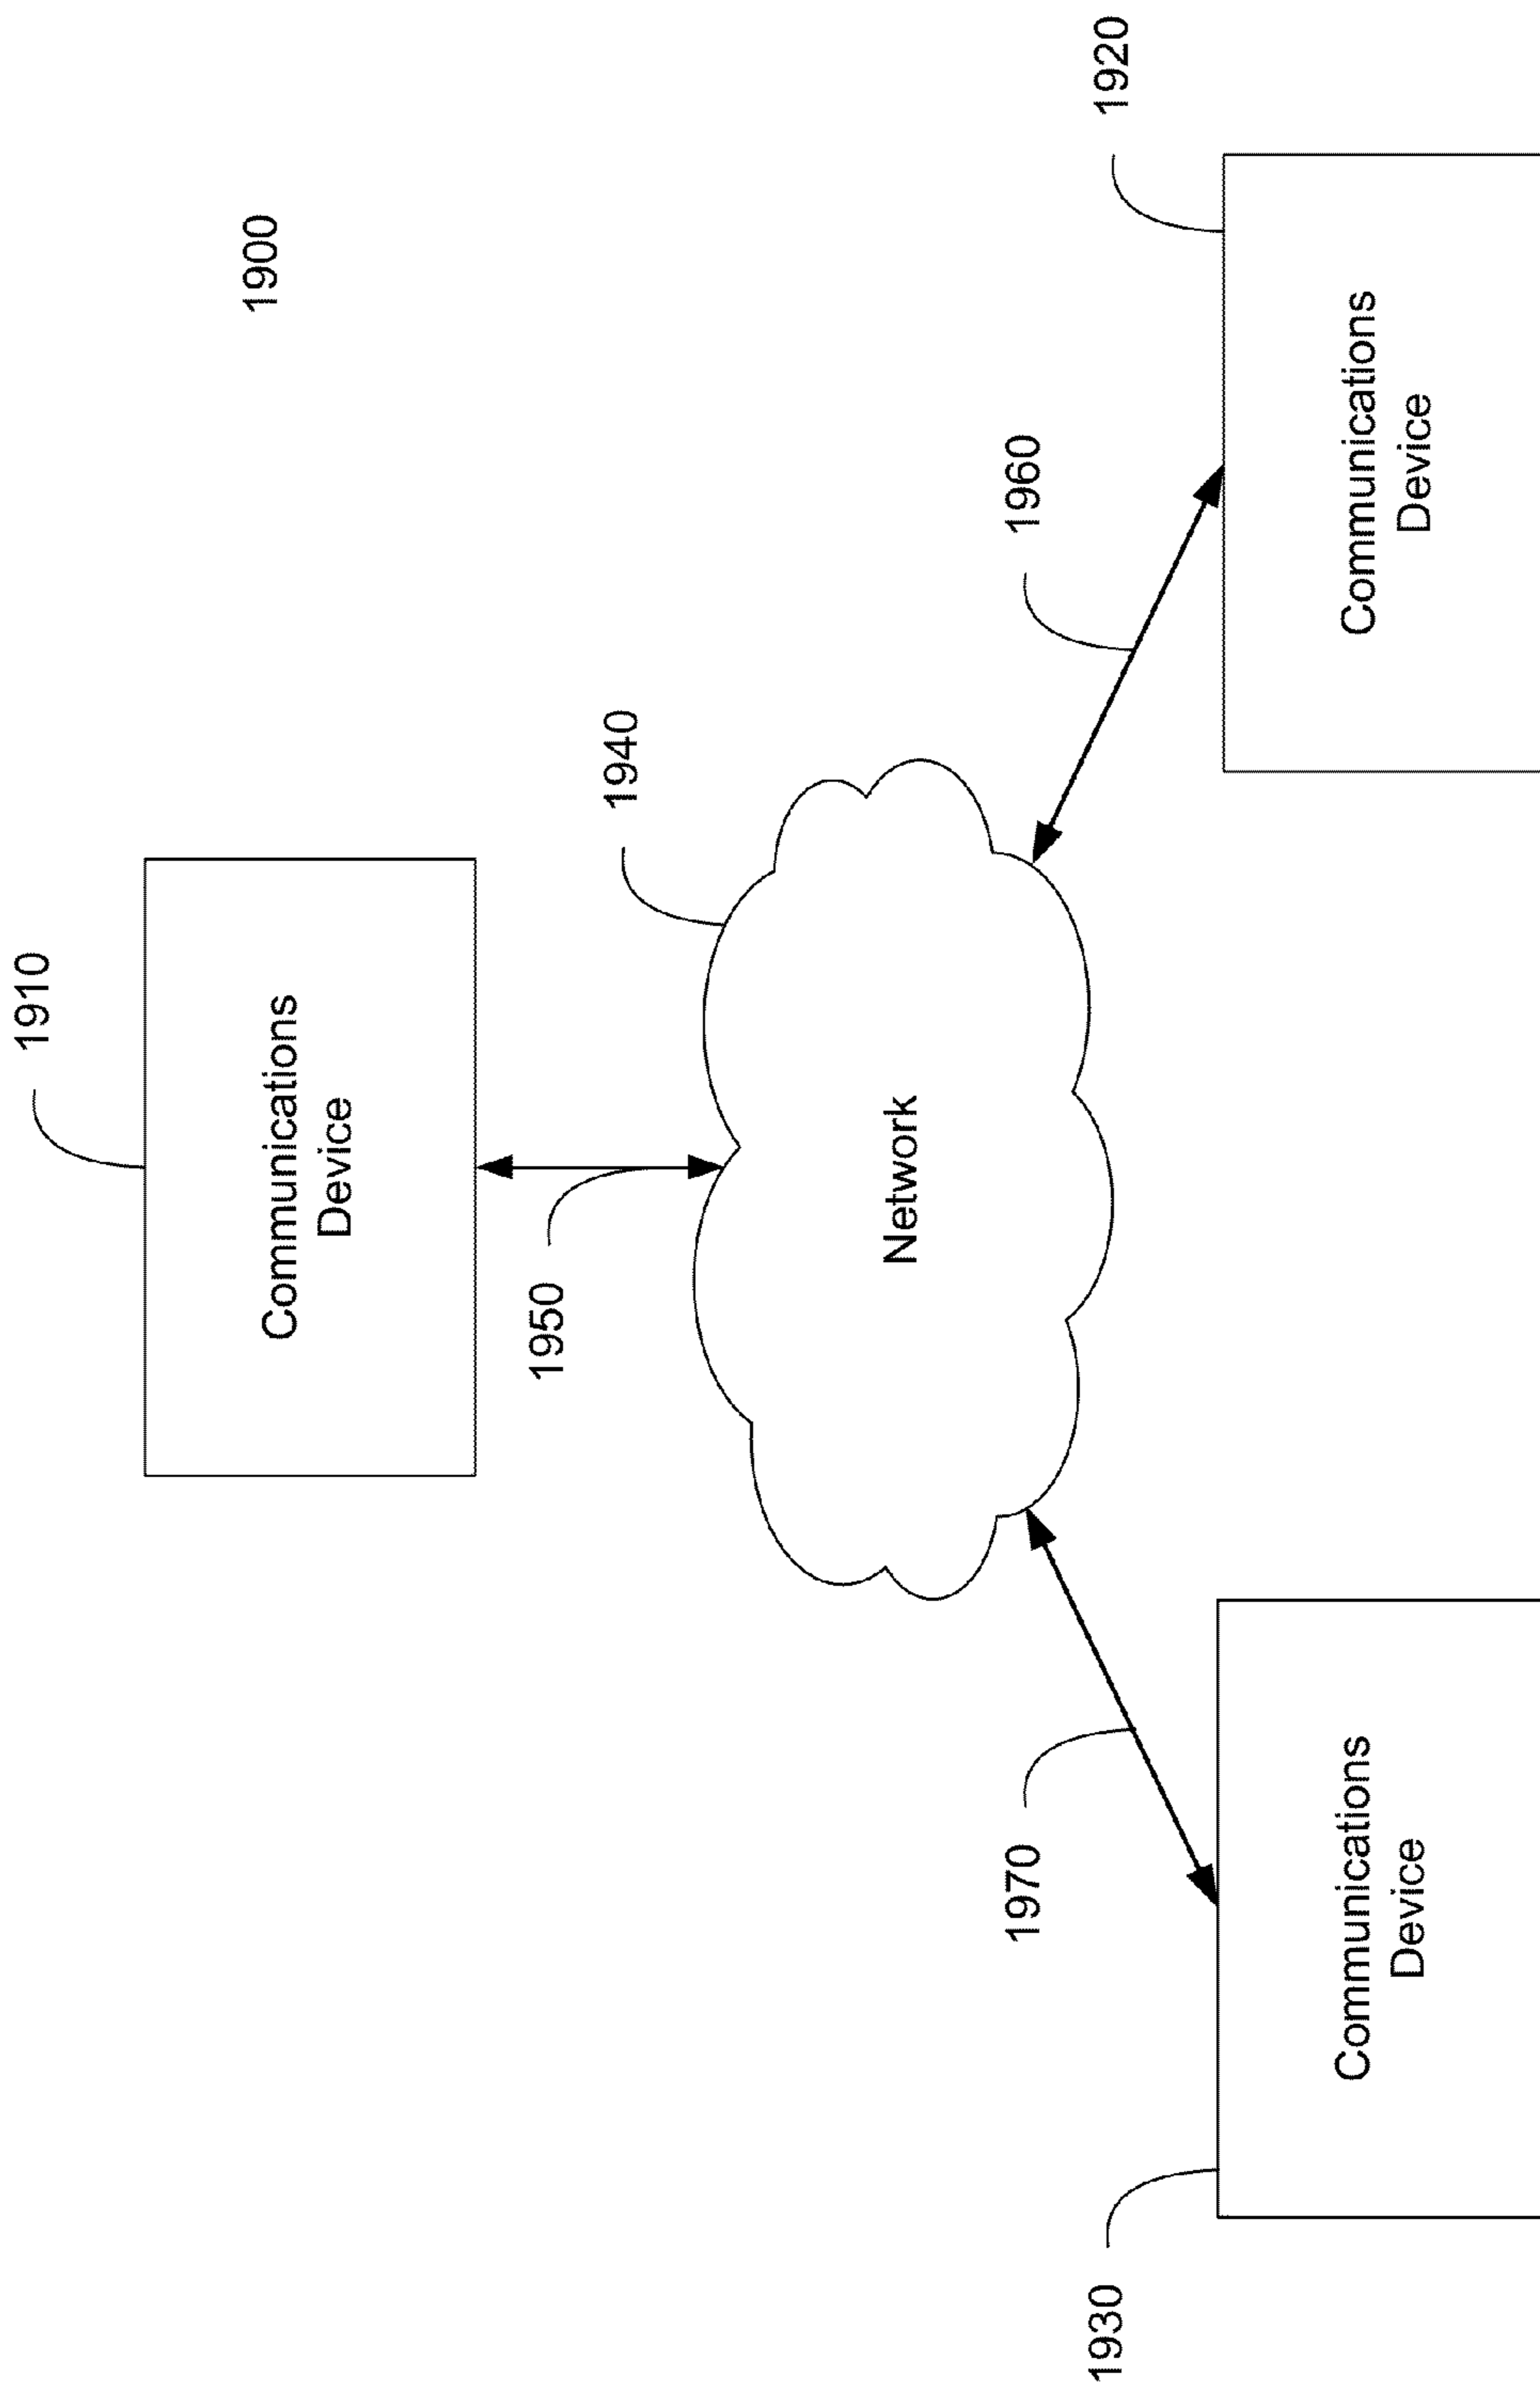 1910
1900
Communications
Device
1950
1940
1920
Network
1970
1960
1930
Communications
Device
Communications
Device